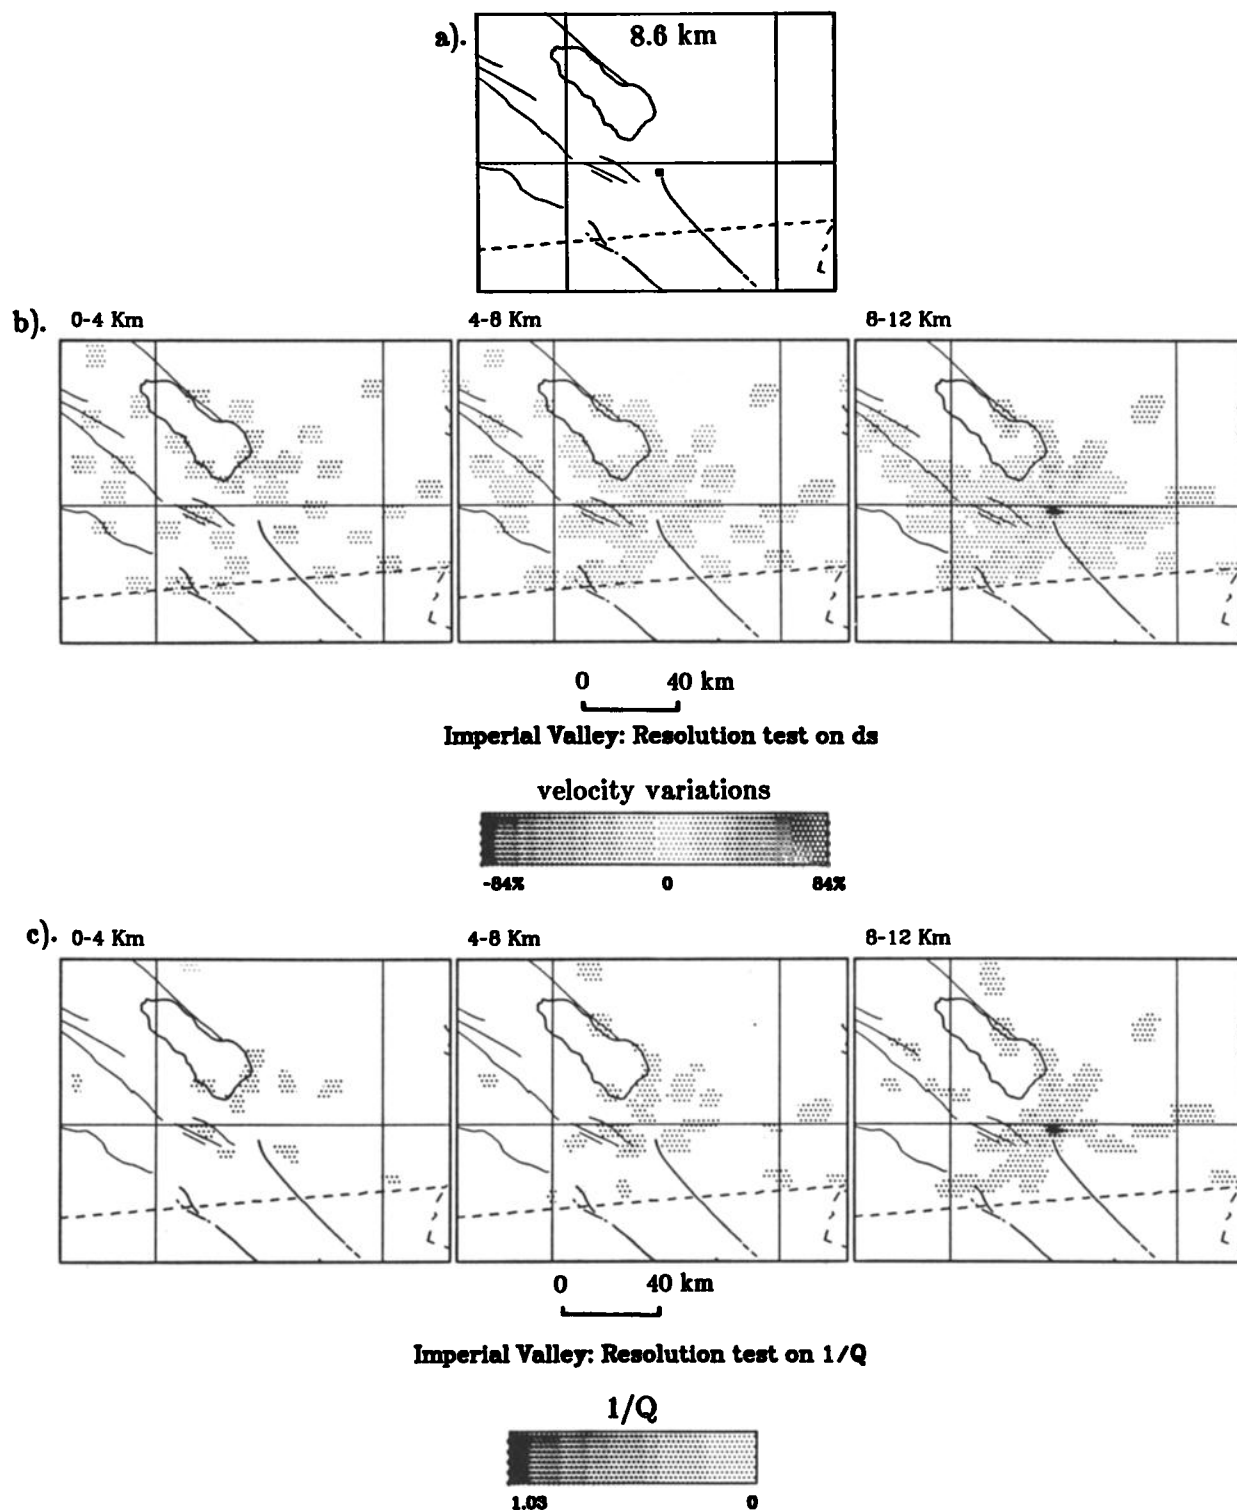 a).
8.6 km
b).
0-4 Km
4-8 Km
8-12 Km
0 40 km
Imperial Valley: Resolution test on ds
velocity variations
-84% 0 84%
c).
0-4 Km
4-8 Km
8-12 Km
0 40 km
Imperial Valley: Resolution test on 1/Q
1/Q
1.03 0